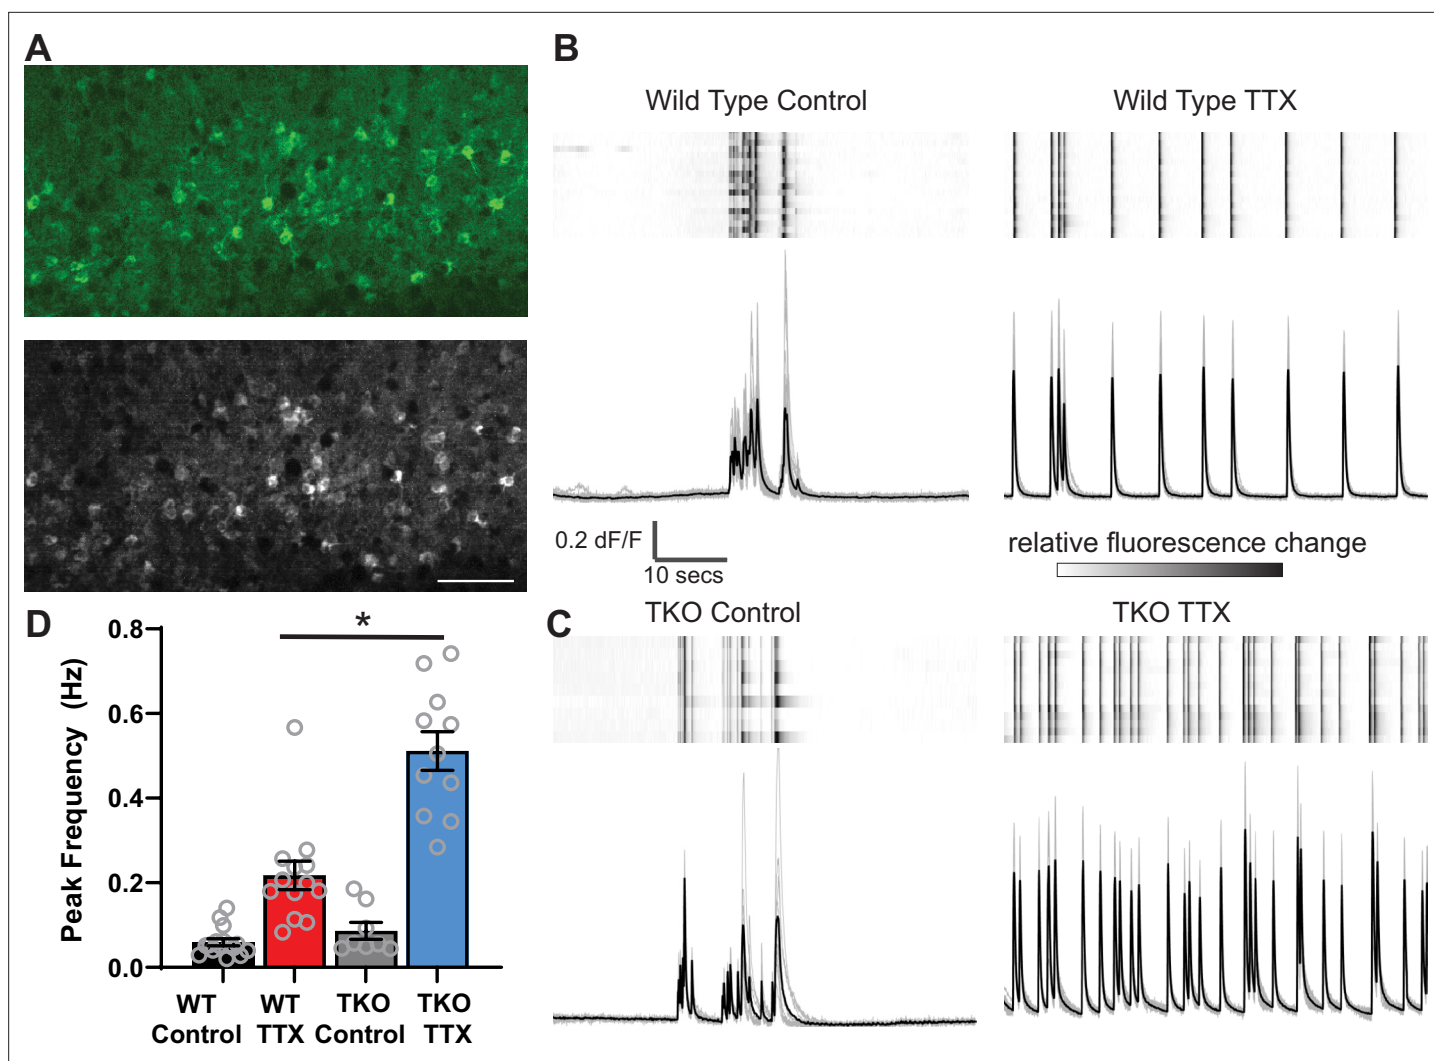 A
B
Wild Type Control
Wild Type TTX
0.2 dF/F
10 secs
relative fluorescence change
C
TKO Control
TKO TTX
D
*
Peak Frequency (Hz)
0.8
0.6
0.4
0.2
0.0
WT
Control
WT
TTX
TKO
Control
TKO
TTX